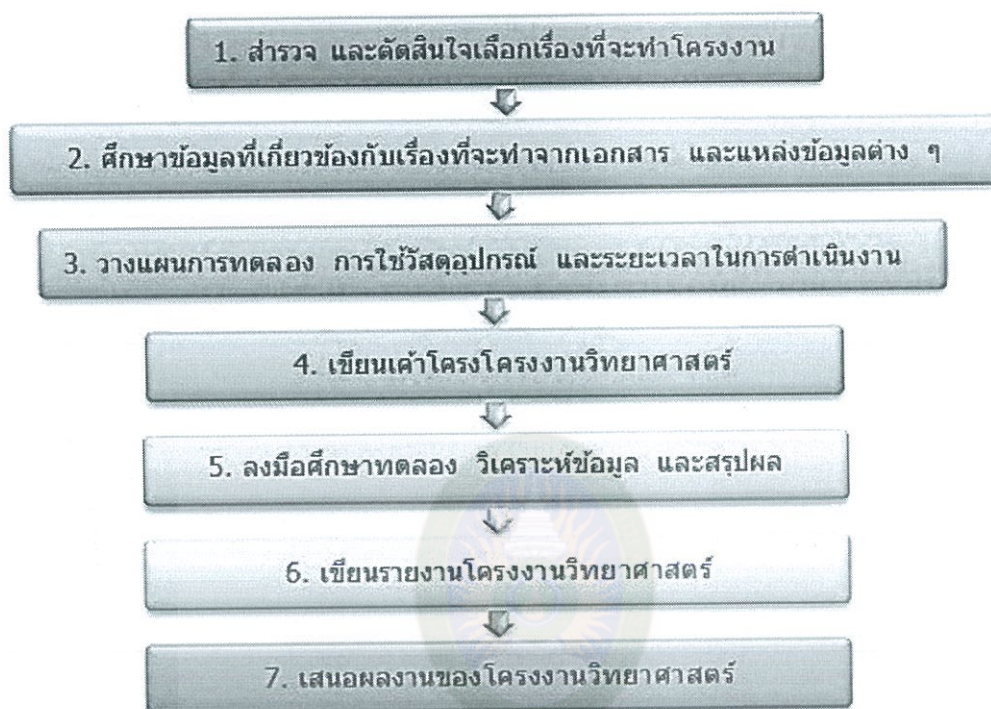 1. สำรวจ และตัดสินใจเลือกเรื่องที่จะทำโครงงาน
2. ศึกษาข้อมูลที่เกี่ยวข้องกับเรื่องที่จะทำจากเอกสาร และแหล่งข้อมูลต่าง ๆ
3. วางแผนการทดลอง การใช้วัสดุอุปกรณ์ และระยะเวลาในการดำเนินงาน
4. เขียนเค้าโครงโครงงานวิทยาศาสตร์
5. ลงมือศึกษาทดลอง วิเคราะห์ข้อมูล และสรุปผล
6. เขียนรายงานโครงงานวิทยาศาสตร์
7. เสนอผลงานของโครงงานวิทยาศาสตร์